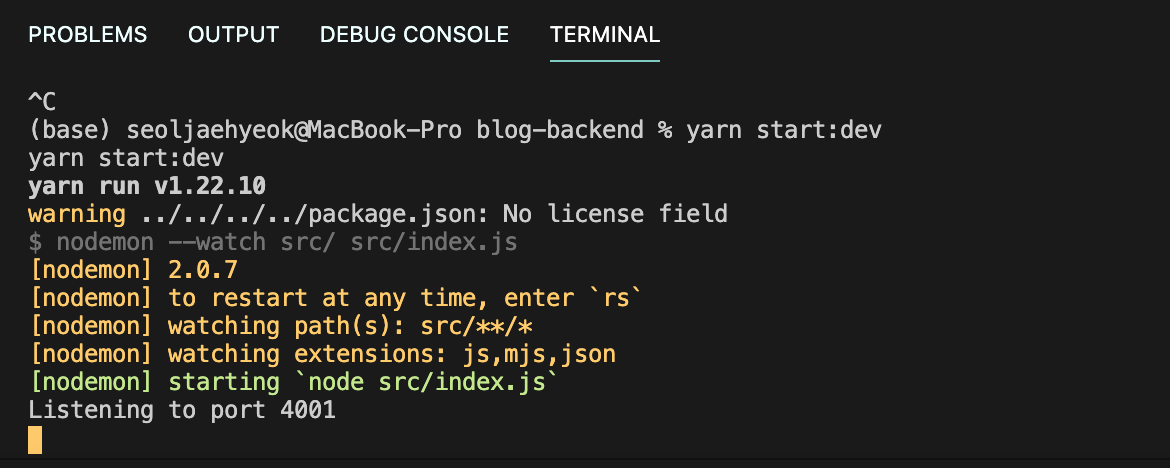 PROBLEMS OUTPUT DEBUG CONSOLE TERMINAL
^C
(base) seoljaehyeok@MacBook-Pro blog-backend % yarn start:dev
yarn start:dev
yarn run v1.22.10
warning ../../../../package.json: No license field
$ nodemon --watch src/ src/index.js
[nodemon] 2.0.7
[nodemon] to restart at any time, enter `rs`
[nodemon] watching path(s): src/**/*
[nodemon] watching extensions: js,mjs,json
[nodemon] starting `node src/index.js`
Listening to port 4001